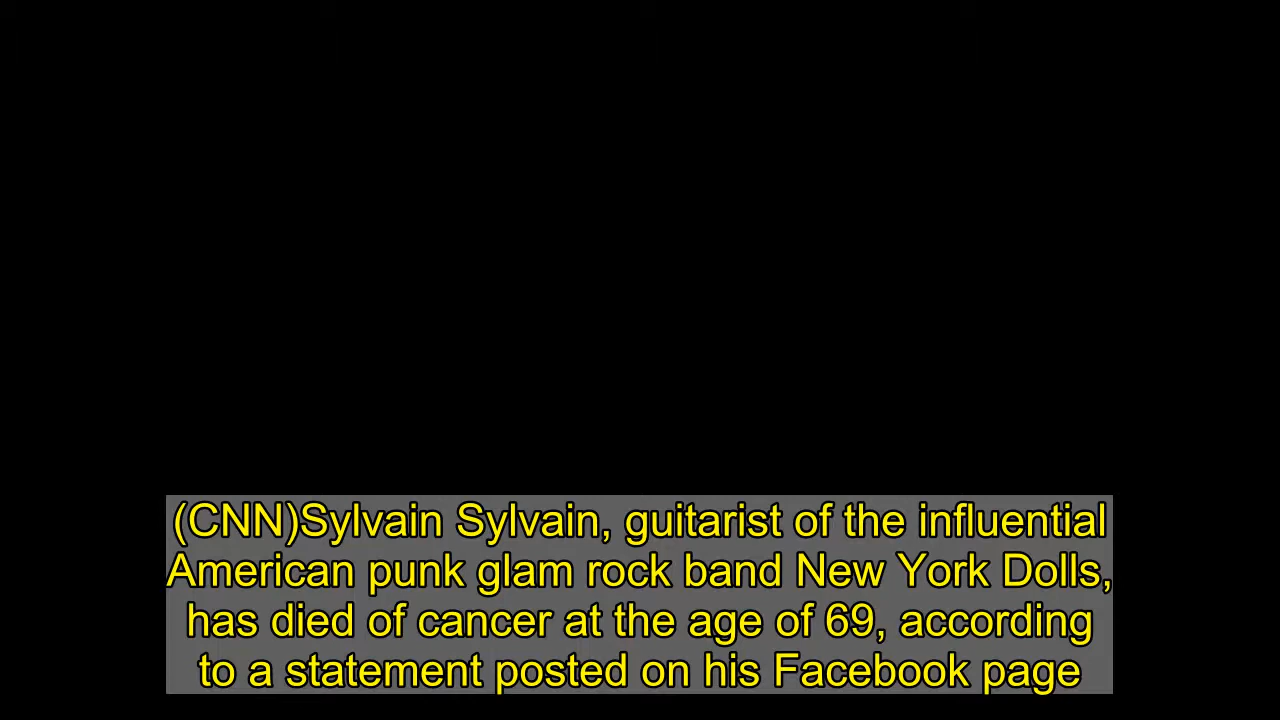 (CNN)Sylvain Sylvain, guitarist of the influential
American punk glam rock band New York Dolls,
has died of cancer at the age of 69, according
to a statement posted on his Facebook page